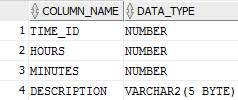 COLUMN_NAME DATA_TYPE
1 TIME_ID NUMBER
2 HOURS NUMBER
3 MINUTES NUMBER
4 DESCRIPTION VARCHAR2(5 BYTE)